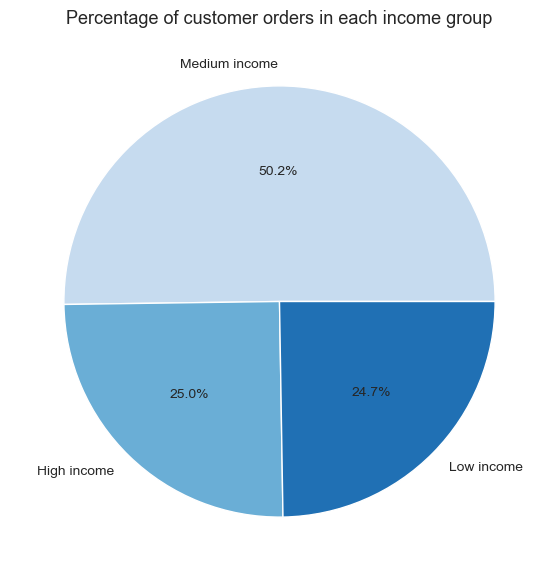 Percentage of customer orders in each income group
Medium income
50.2%
25.0%
24.7%
High income
Low income